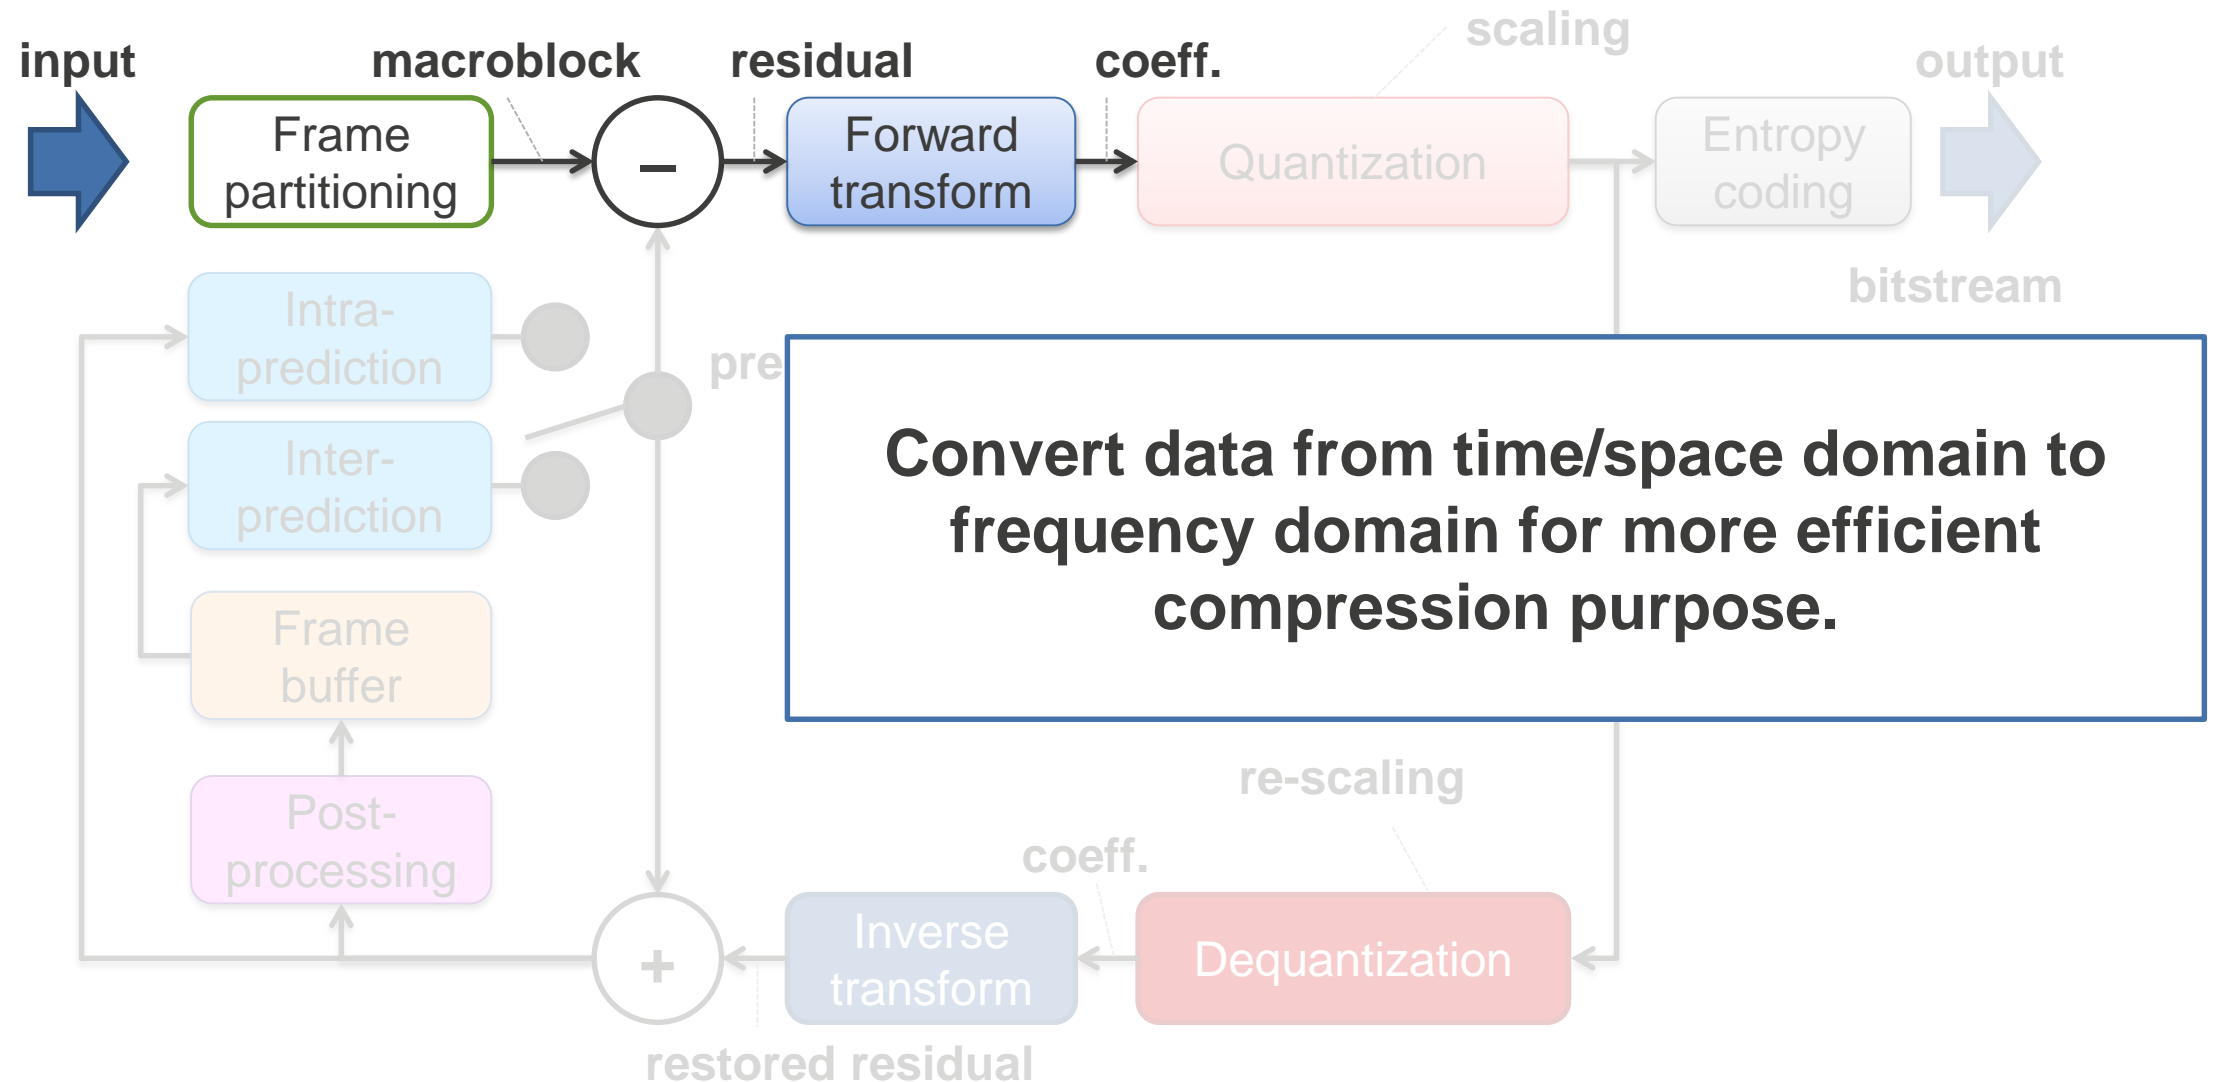 scaling
input
macroblock
residual
coeff.
output
Frame
partitioning
–
Forward
transform
Quantization
Entropy
coding
bitstream
Intra-
prediction
pre
Inter-
prediction
Convert data from time/space domain to
frequency domain for more efficient
compression purpose.
Frame
buffer
re-scaling
Post-
processing
coeff.
+
Inverse
transform
Dequantization
restored residual